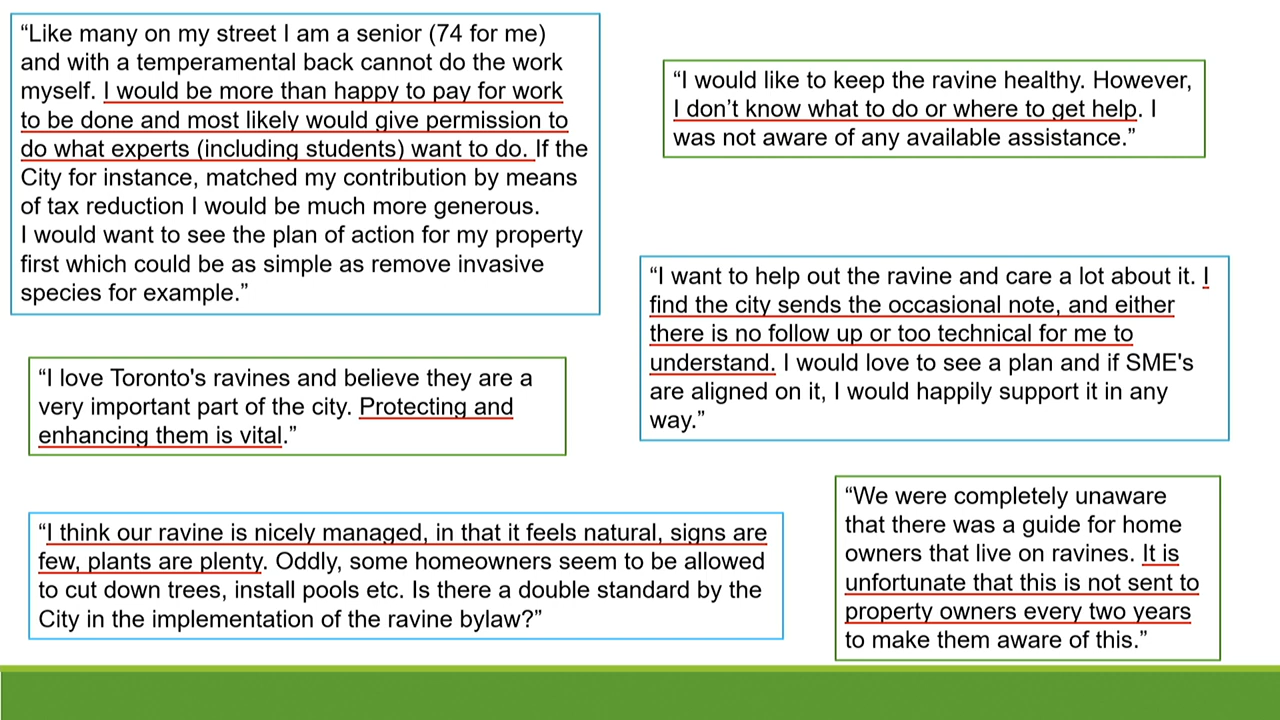 “Like many on my street I am a senior (74 for me)
and with a temperamental back cannot do the work
myself. I would be more than happy to pay for work
to be done and most likely would give permission to
do what experts (including students) want to do. If the
City for instance, matched my contribution by means
of tax reduction I would be much more generous.
I would want to see the plan of action for my property
first which could be as simple as remove invasive
species for example.”
“I would like to keep the ravine healthy. However,
I don’t know what to do or where to get help. I
was not aware of any available assistance.”
“I want to help out the ravine and care a lot about it. I
find the city sends the occasional note, and either
there is no follow up or too technical for me to
understand. I would love to see a plan and if SME's
are aligned on it, I would happily support it in any
way.”
“I love Toronto's ravines and believe they are a
very important part of the city. Protecting and
enhancing them is vital.”
“I think our ravine is nicely managed, in that it feels natural, signs are
few, plants are plenty. Oddly, some homeowners seem to be allowed
to cut down trees, install pools etc. Is there a double standard by the
City in the implementation of the ravine bylaw?”
“We were completely unaware
that there was a guide for home
owners that live on ravines. It is
unfortunate that this is not sent to
property owners every two years
to make them aware of this.”